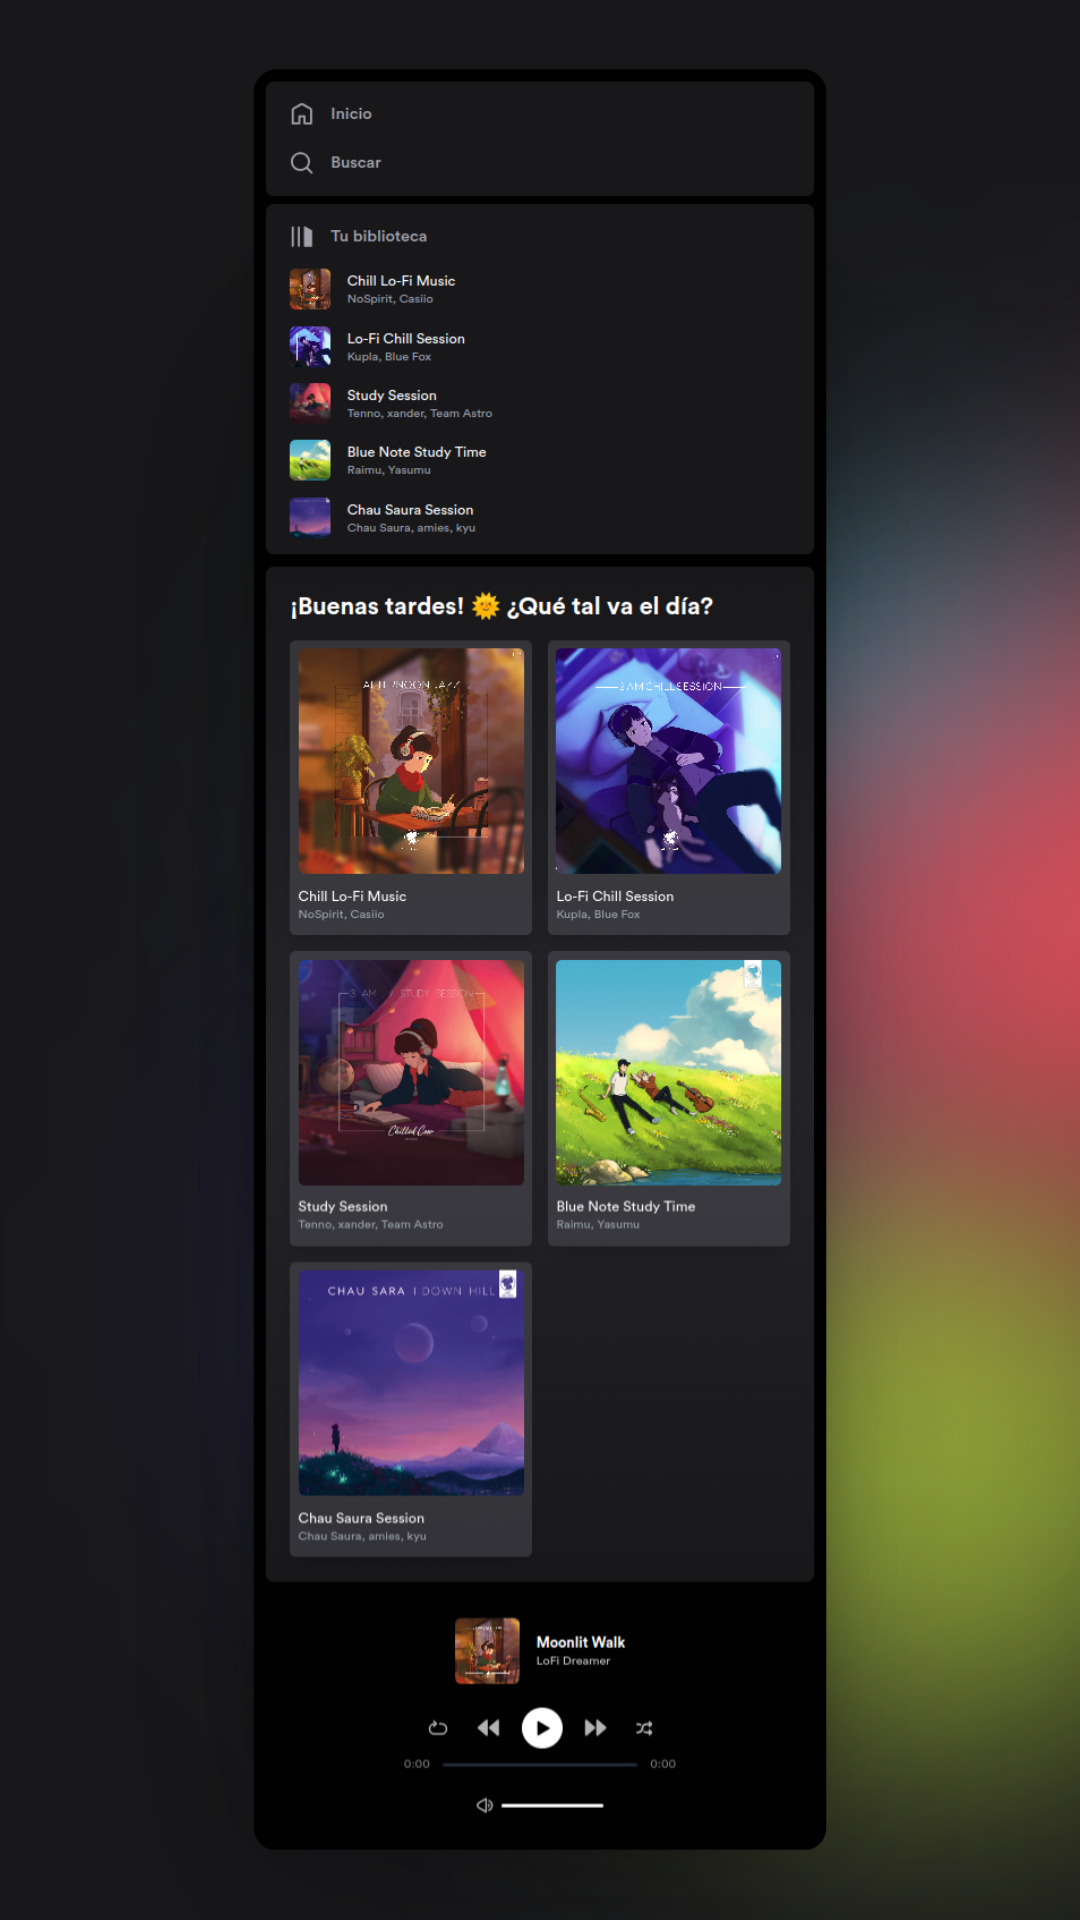 Inicio
Buscar
Tu biblioteca
Chill Lo-Fi Music
NoSpirit, Casiio
Lo-Fi Chill Session
Kupla, Blue Fox
Study Session
Tenno, xander, Team Astro
Blue Note Study Time
Raimu, Yasumu
Chau Saura Session
Chau Saura, amies, kyu
¡Buenas tardes! 🌞 ¿Qué tal va el día?
AFTERNOON JAZZ
2 AM CHILL SESSION
Chill Lo-Fi Music
NoSpirit, Casiio
Lo-Fi Chill Session
Kupla, Blue Fox
3 AM STUDY SESSION
Chilled Cow
Study Session
Tenno, xander, Team Astro
Blue Note Study Time
Raimu, Yasumu
CHAU SARA | DOWN HILL
Chau Saura Session
Chau Saura, amies, kyu
Moonlit Walk
LoFi Dreamer
0:00
0:00